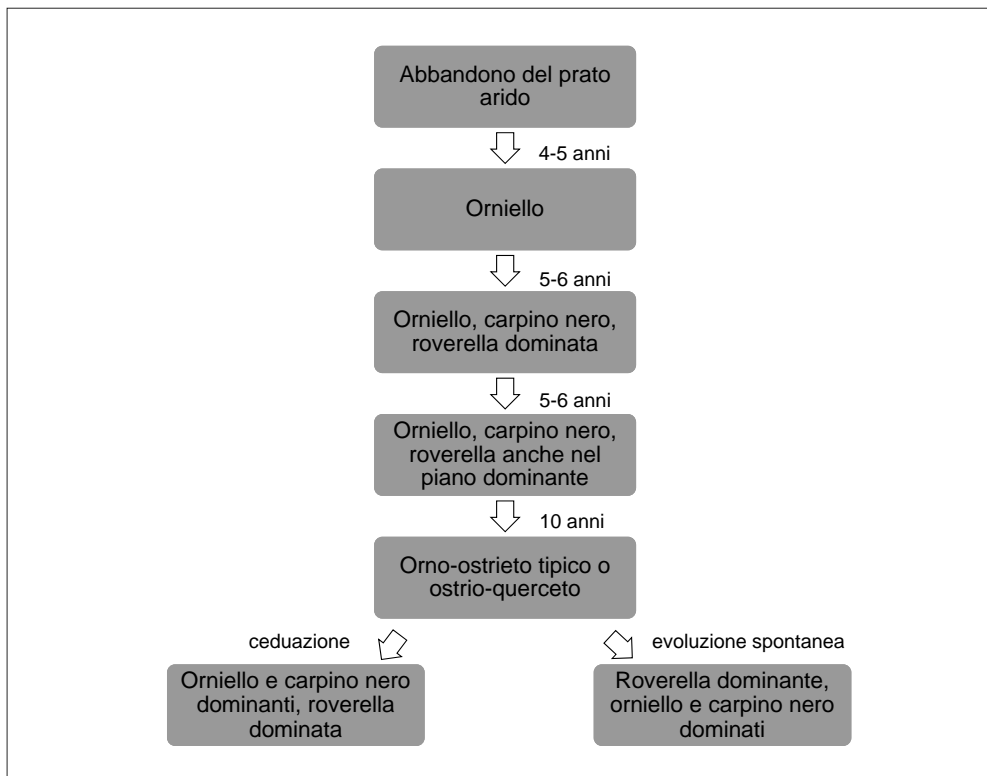 Abbandono del prato
arido
4-5 anni
Orniello
5-6 anni
Orniello, carpino nero,
roverella dominata
5-6 anni
Orniello, carpino nero,
roverella anche nel
piano dominante
10 anni
Orno-ostrieto tipico o
ostrio-querceto
ceduazione
evoluzione spontanea
Orniello e carpino nero
dominanti, roverella
dominata
Roverella dominante,
orniello e carpino nero
dominati